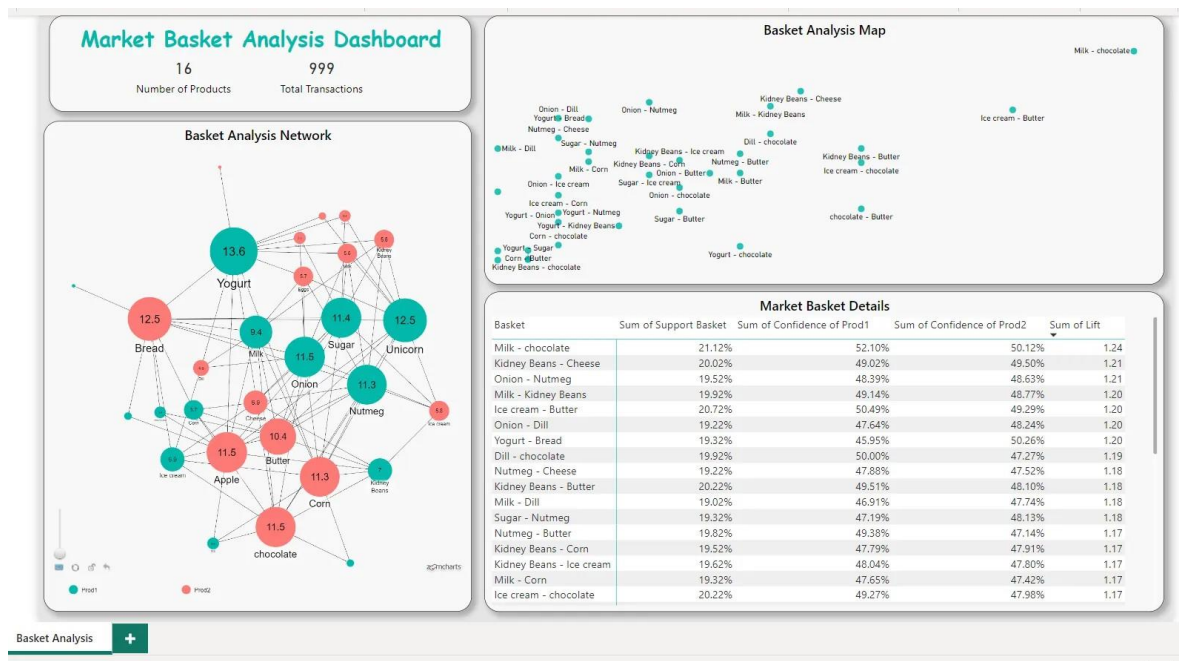 Market Basket Analysis Dashboard
16 999
Number of Products Total Transactions
Basket Analysis Network
13.6
Yogurt
5.8
Kidney
Beans
5.6
5.7
Eggs
12.5
Bread
9.4
Milk
11.4
Sugar
12.5
Unicorn
11.5
Onion
11.3
Nutmeg
Corn
6.9
Cheese
10.4
Butter
5.8
Ice cream
Ice cream
11.5
Apple
11.3
Corn
7
Kidney
Beans
11.5
chocolate
Prod1 Prod2
Basket Analysis Map
Milk - chocolate
Kidney Beans - Cheese
Onion - Dill
Onion - Nutmeg
Yogurt - Bread
Milk - Kidney Beans
Ice cream - Butter
Nutmeg - Cheese
Sugar - Nutmeg
Dill - chocolate
Milk - Dill
Kidney Beans - Ice cream
Kidney Beans - Butter
Milk - Corn
Kidney Beans - Corn
Nutmeg - Butter
Onion - Butter
Ice cream - chocolate
Onion - Ice cream
Sugar - Ice cream
Milk - Butter
Onion - chocolate
Ice cream - Corn
Yogurt - Onion
Yogurt - Nutmeg
Sugar - Butter
chocolate - Butter
Yogurt - Kidney Beans
Corn - chocolate
Yogurt - Sugar
Yogurt - chocolate
Corn - Butter
Kidney Beans - chocolate
Market Basket Details
Basket Sum of Support Basket Sum of Confidence of Prod1 Sum of Confidence of Prod2 Sum of Lift
Milk - chocolate 21.12% 52.10% 50.12% 1.24
Kidney Beans - Cheese 20.02% 49.02% 49.50% 1.21
Onion - Nutmeg 19.52% 48.39% 48.63% 1.21
Milk - Kidney Beans 19.92% 49.14% 48.77% 1.20
Ice cream - Butter 20.72% 50.49% 49.29% 1.20
Onion - Dill 19.22% 47.64% 48.24% 1.20
Yogurt - Bread 19.32% 45.95% 50.26% 1.20
Dill - chocolate 19.92% 50.00% 47.27% 1.19
Nutmeg - Cheese 19.22% 47.88% 47.52% 1.18
Kidney Beans - Butter 20.22% 49.51% 48.10% 1.18
Milk - Dill 19.02% 46.91% 47.74% 1.18
Sugar - Nutmeg 19.32% 47.19% 48.13% 1.18
Nutmeg - Butter 19.82% 49.38% 47.14% 1.17
Kidney Beans - Corn 19.52% 47.79% 47.91% 1.17
Kidney Beans - Ice cream 19.62% 48.04% 47.80% 1.17
Milk - Corn 19.32% 47.65% 47.42% 1.17
Ice cream - chocolate 20.22% 49.27% 47.98% 1.17
Basket Analysis